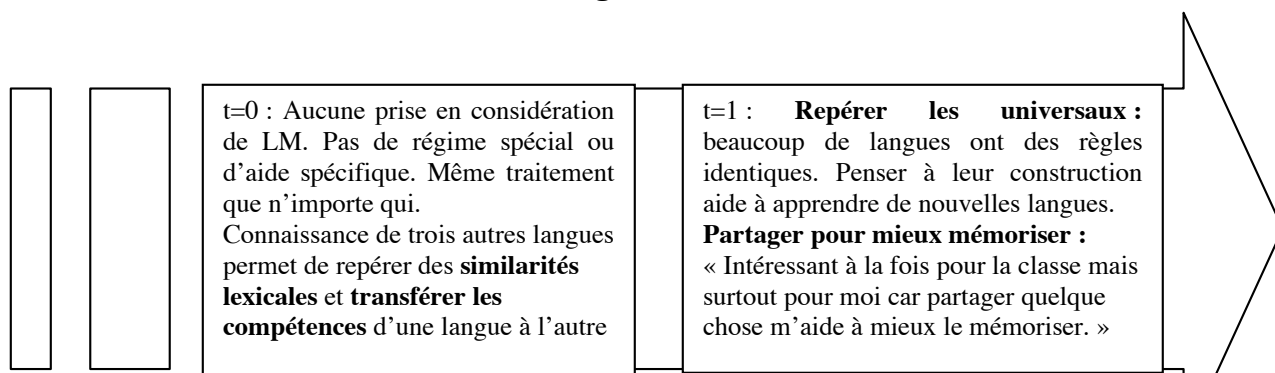 t=0 : Aucune prise en considération
de LM. Pas de régime spécial ou
d’aide spécifique. Même traitement
que n’importe qui.
Connaissance de trois autres langues
permet de repérer des similarités
lexicales et transférer les
compétences d’une langue à l’autre
t=1 : Repérer les universaux :
beaucoup de langues ont des règles
identiques. Penser à leur construction
aide à apprendre de nouvelles langues.
Partager pour mieux mémoriser :
« Intéressant à la fois pour la classe mais
surtout pour moi car partager quelque
chose m’aide à mieux le mémoriser. »